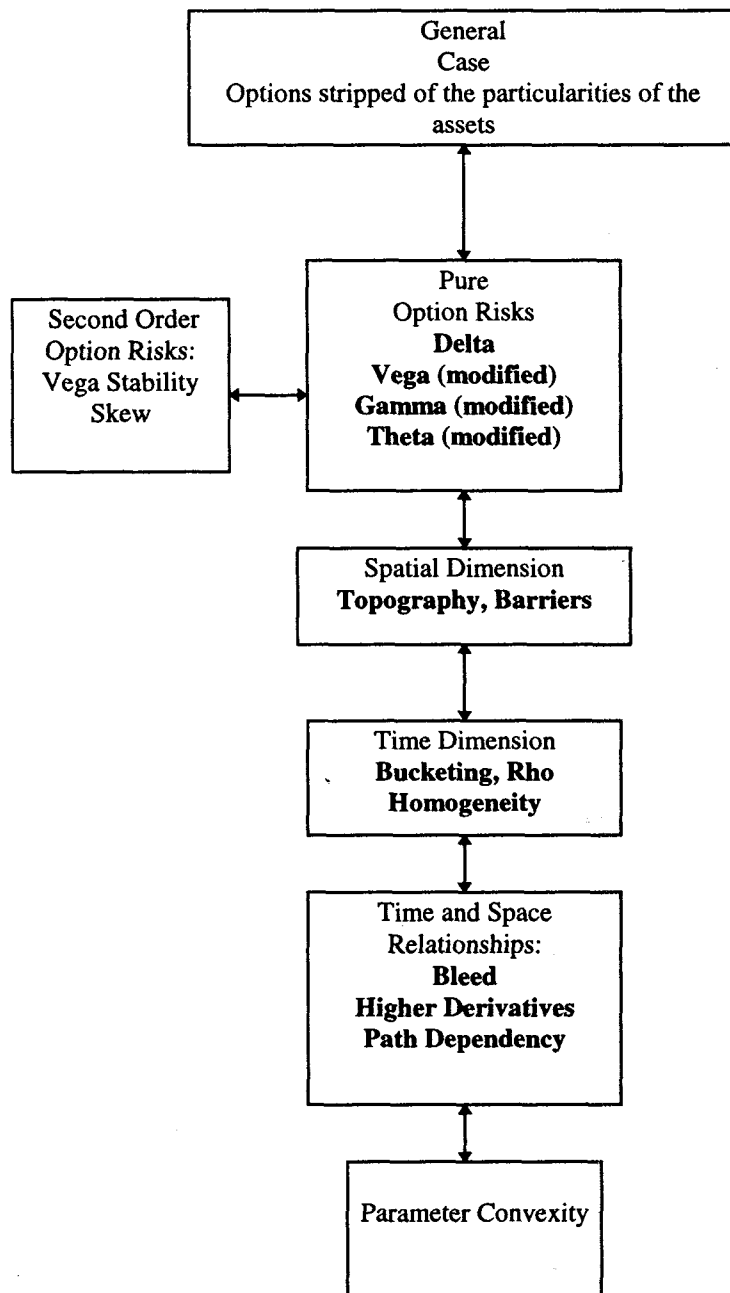 General
Case
Options stripped of the particularities of the
assets
Pure
Option Risks
Delta
Vega (modified)
Gamma (modified)
Theta (modified)
Second Order
Option Risks:
Vega Stability
Skew
Spatial Dimension
Topography, Barriers
Time Dimension
Bucketing, Rho
Homogeneity
Time and Space
Relationships:
Bleed
Higher Derivatives
Path Dependency
Parameter Convexity